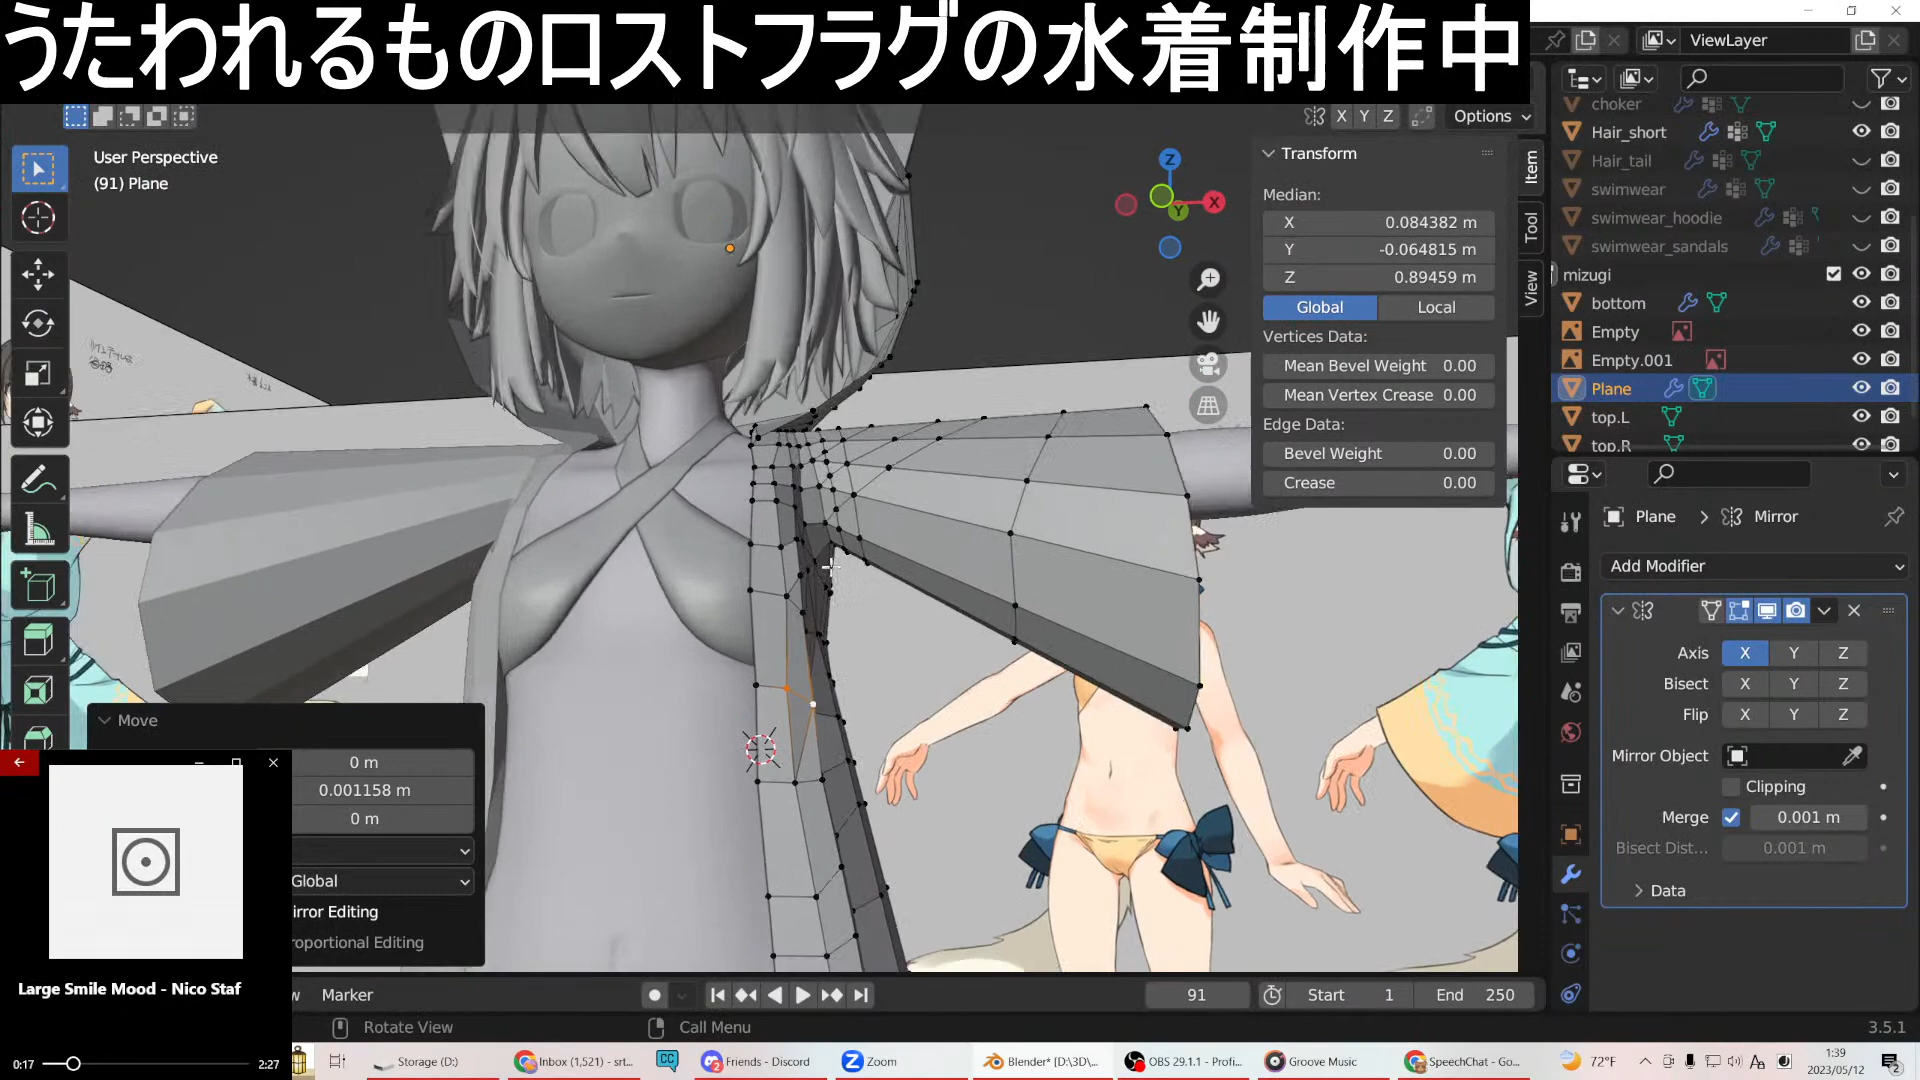 うたわれるものロストフラグの水着制作中
ViewLayer
Options
X Y Z
User Perspective
(91) Plane
Z
X
Y
Transform
Median:
X 0.084382 m
Y -0.064815 m
Z 0.89459 m
Global Local
Vertices Data:
Mean Bevel Weight 0.00
Mean Vertex Crease 0.00
Edge Data:
Bevel Weight 0.00
Crease 0.00
Item
Tool
View
choker
Hair_short
Hair_tail
swimwear
swimwear_hoodie
swimwear_sandals
mizugi
bottom
Empty
Empty.001
Plane
top.L
top.R
Plane > Mirror
Add Modifier
Axis X Y Z
Bisect X Y Z
Flip X Y Z
Mirror Object
Clipping
Merge 0.001 m
Bisect Dist... 0.001 m
Data
Move
0 m
0.001158 m
0 m
Global
irror Editing
roportional Editing
Large Smile Mood - Nico Staf
0:17 2:27
w Marker
91
Start 1
End 250
Rotate View
Call Menu
3.5.1
Storage (D:)
Inbox (1,521) - srt...
Friends - Discord
Zoom
Blender* [D:\3D\...
OBS 29.1.1 - Profi...
Groove Music
SpeechChat - Go...
72°F
1:39
2023/05/12